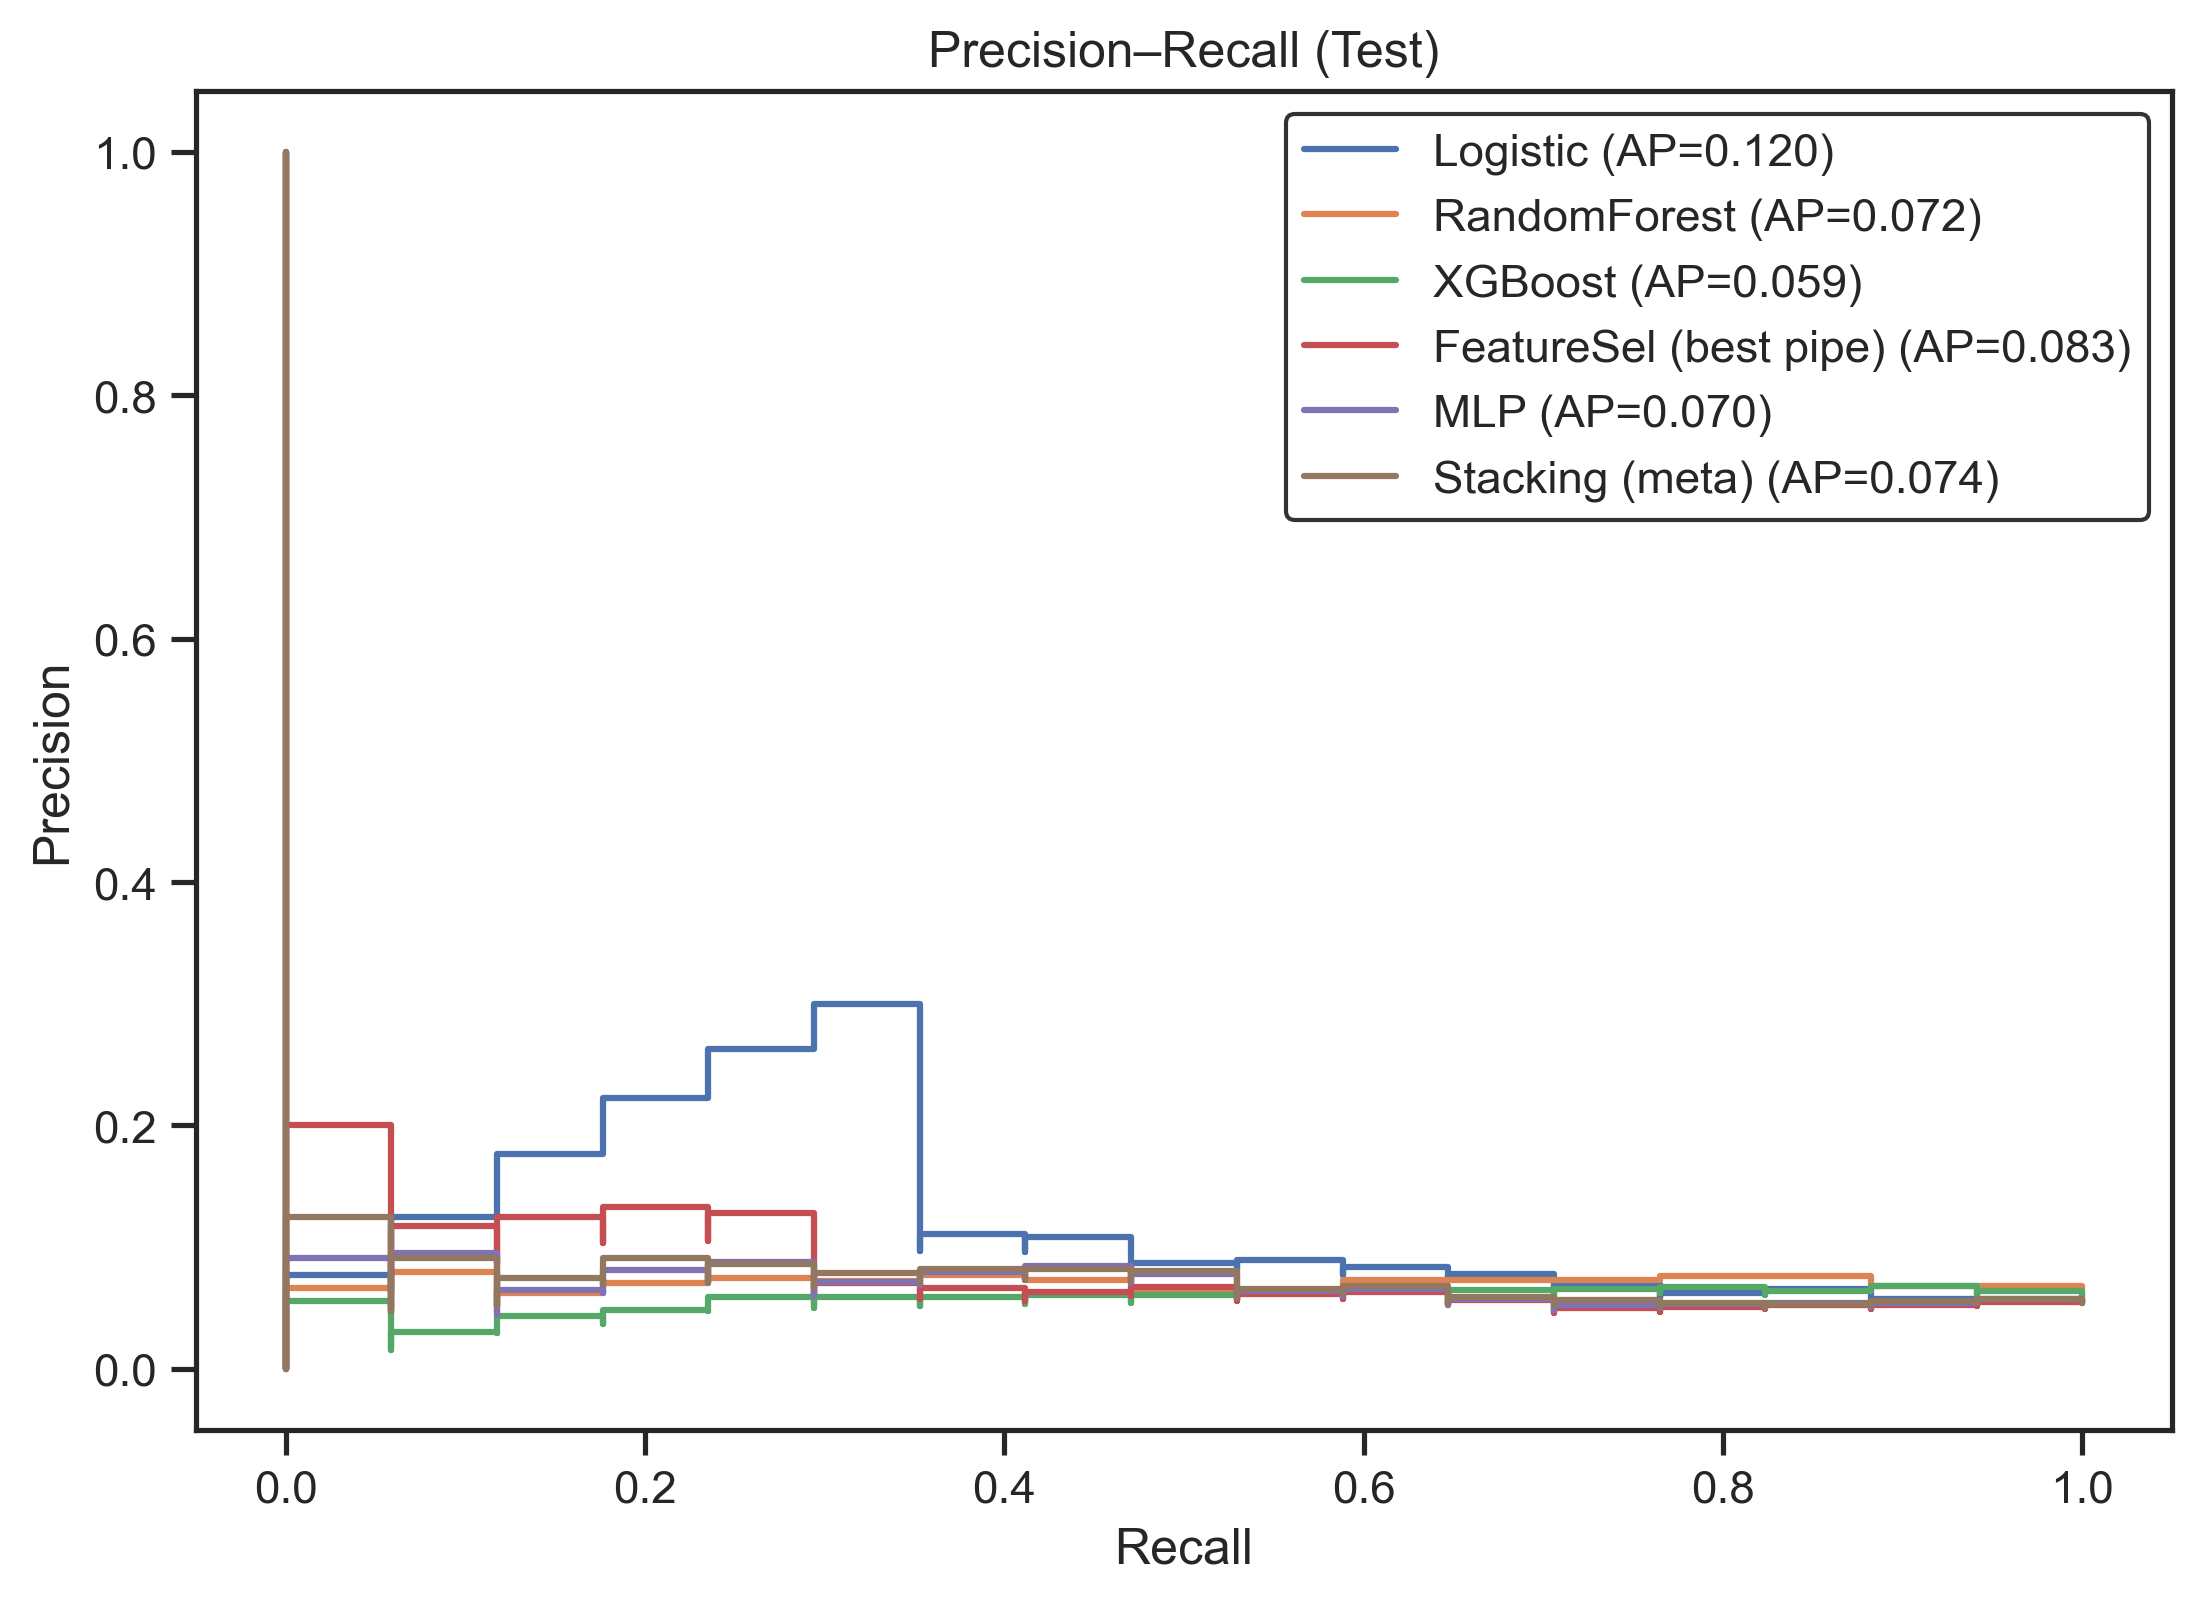 Precision–Recall (Test)
Logistic (AP=0.120)
RandomForest (AP=0.072)
XGBoost (AP=0.059)
FeatureSel (best pipe) (AP=0.083)
MLP (AP=0.070)
Stacking (meta) (AP=0.074)
Precision
1.0
0.8
0.6
0.4
0.2
0.0
0.0 0.2 0.4 0.6 0.8 1.0
Recall